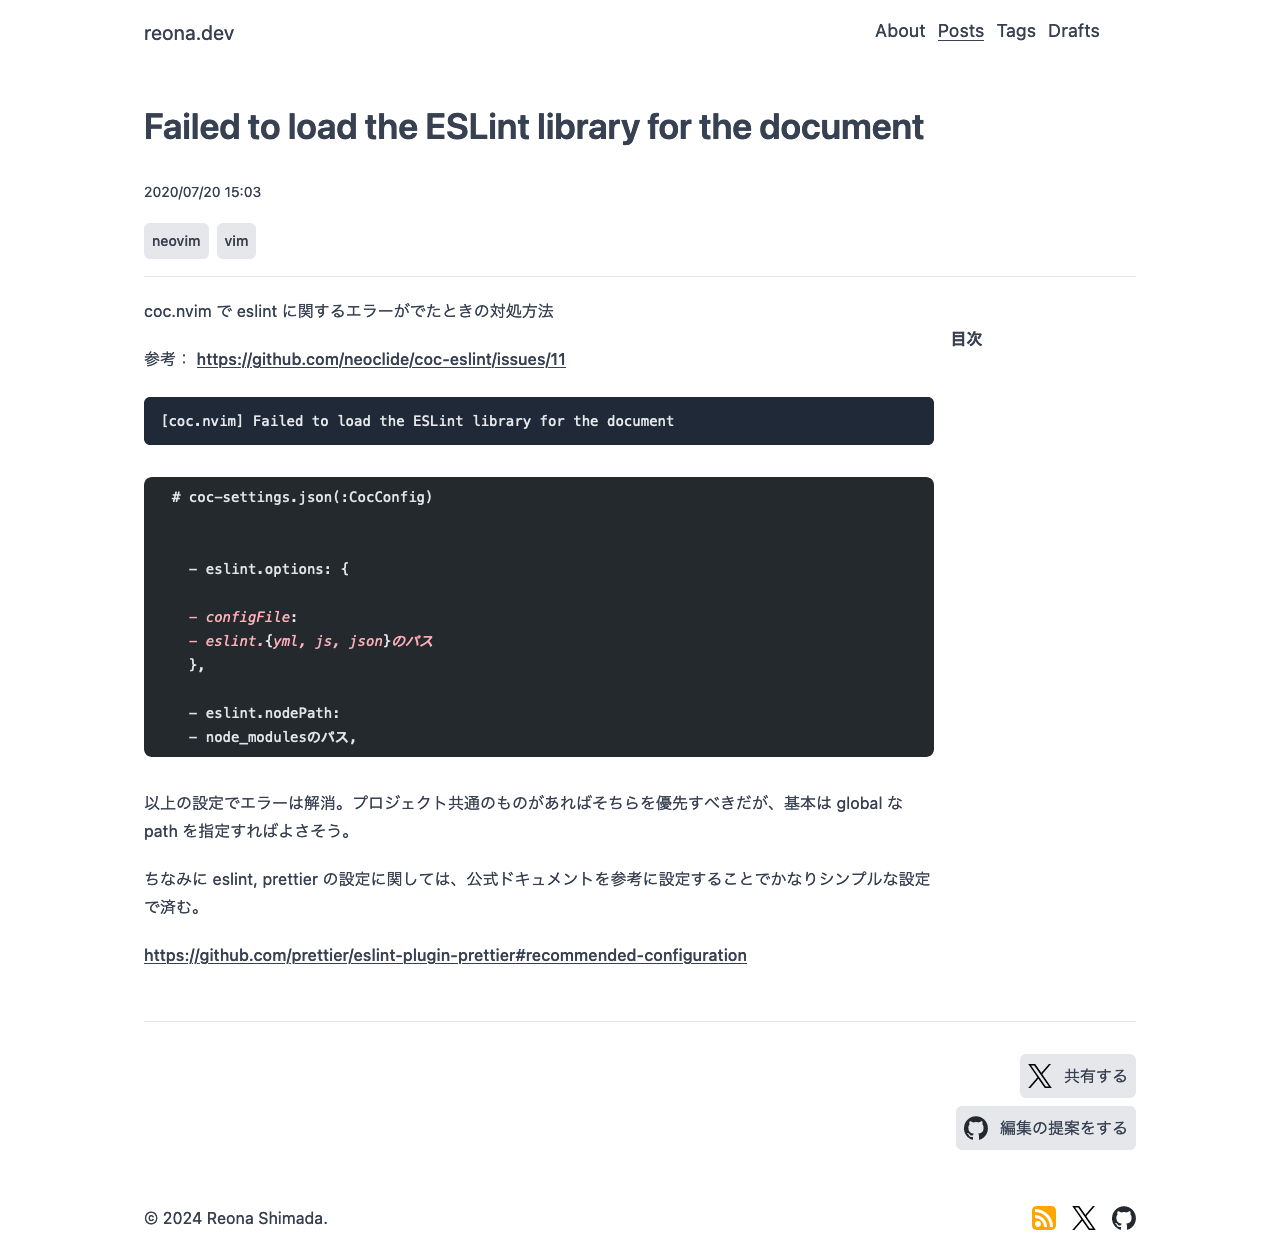 reona.dev
About Posts Tags Drafts
Failed to load the ESLint library for the document
2020/07/20 15:03
neovim vim
coc.nvim で eslint に関するエラーがでたときの対処方法
目次
参考： https://github.com/neoclide/coc-eslint/issues/11
[coc.nvim] Failed to load the ESLint library for the document
# coc-settings.json(:CocConfig)
- eslint.options: {
- configFile:
- eslint.{yml, js, json}のパス
},
- eslint.nodePath:
- node_modulesのパス,
以上の設定でエラーは解消。プロジェクト共通のものがあればそちらを優先すべきだが、基本は global な
path を指定すればよさそう。
ちなみに eslint, prettier の設定に関しては、公式ドキュメントを参考に設定することでかなりシンプルな設定
で済む。
https://github.com/prettier/eslint-plugin-prettier#recommended-configuration
共有する
編集の提案をする
© 2024 Reona Shimada.